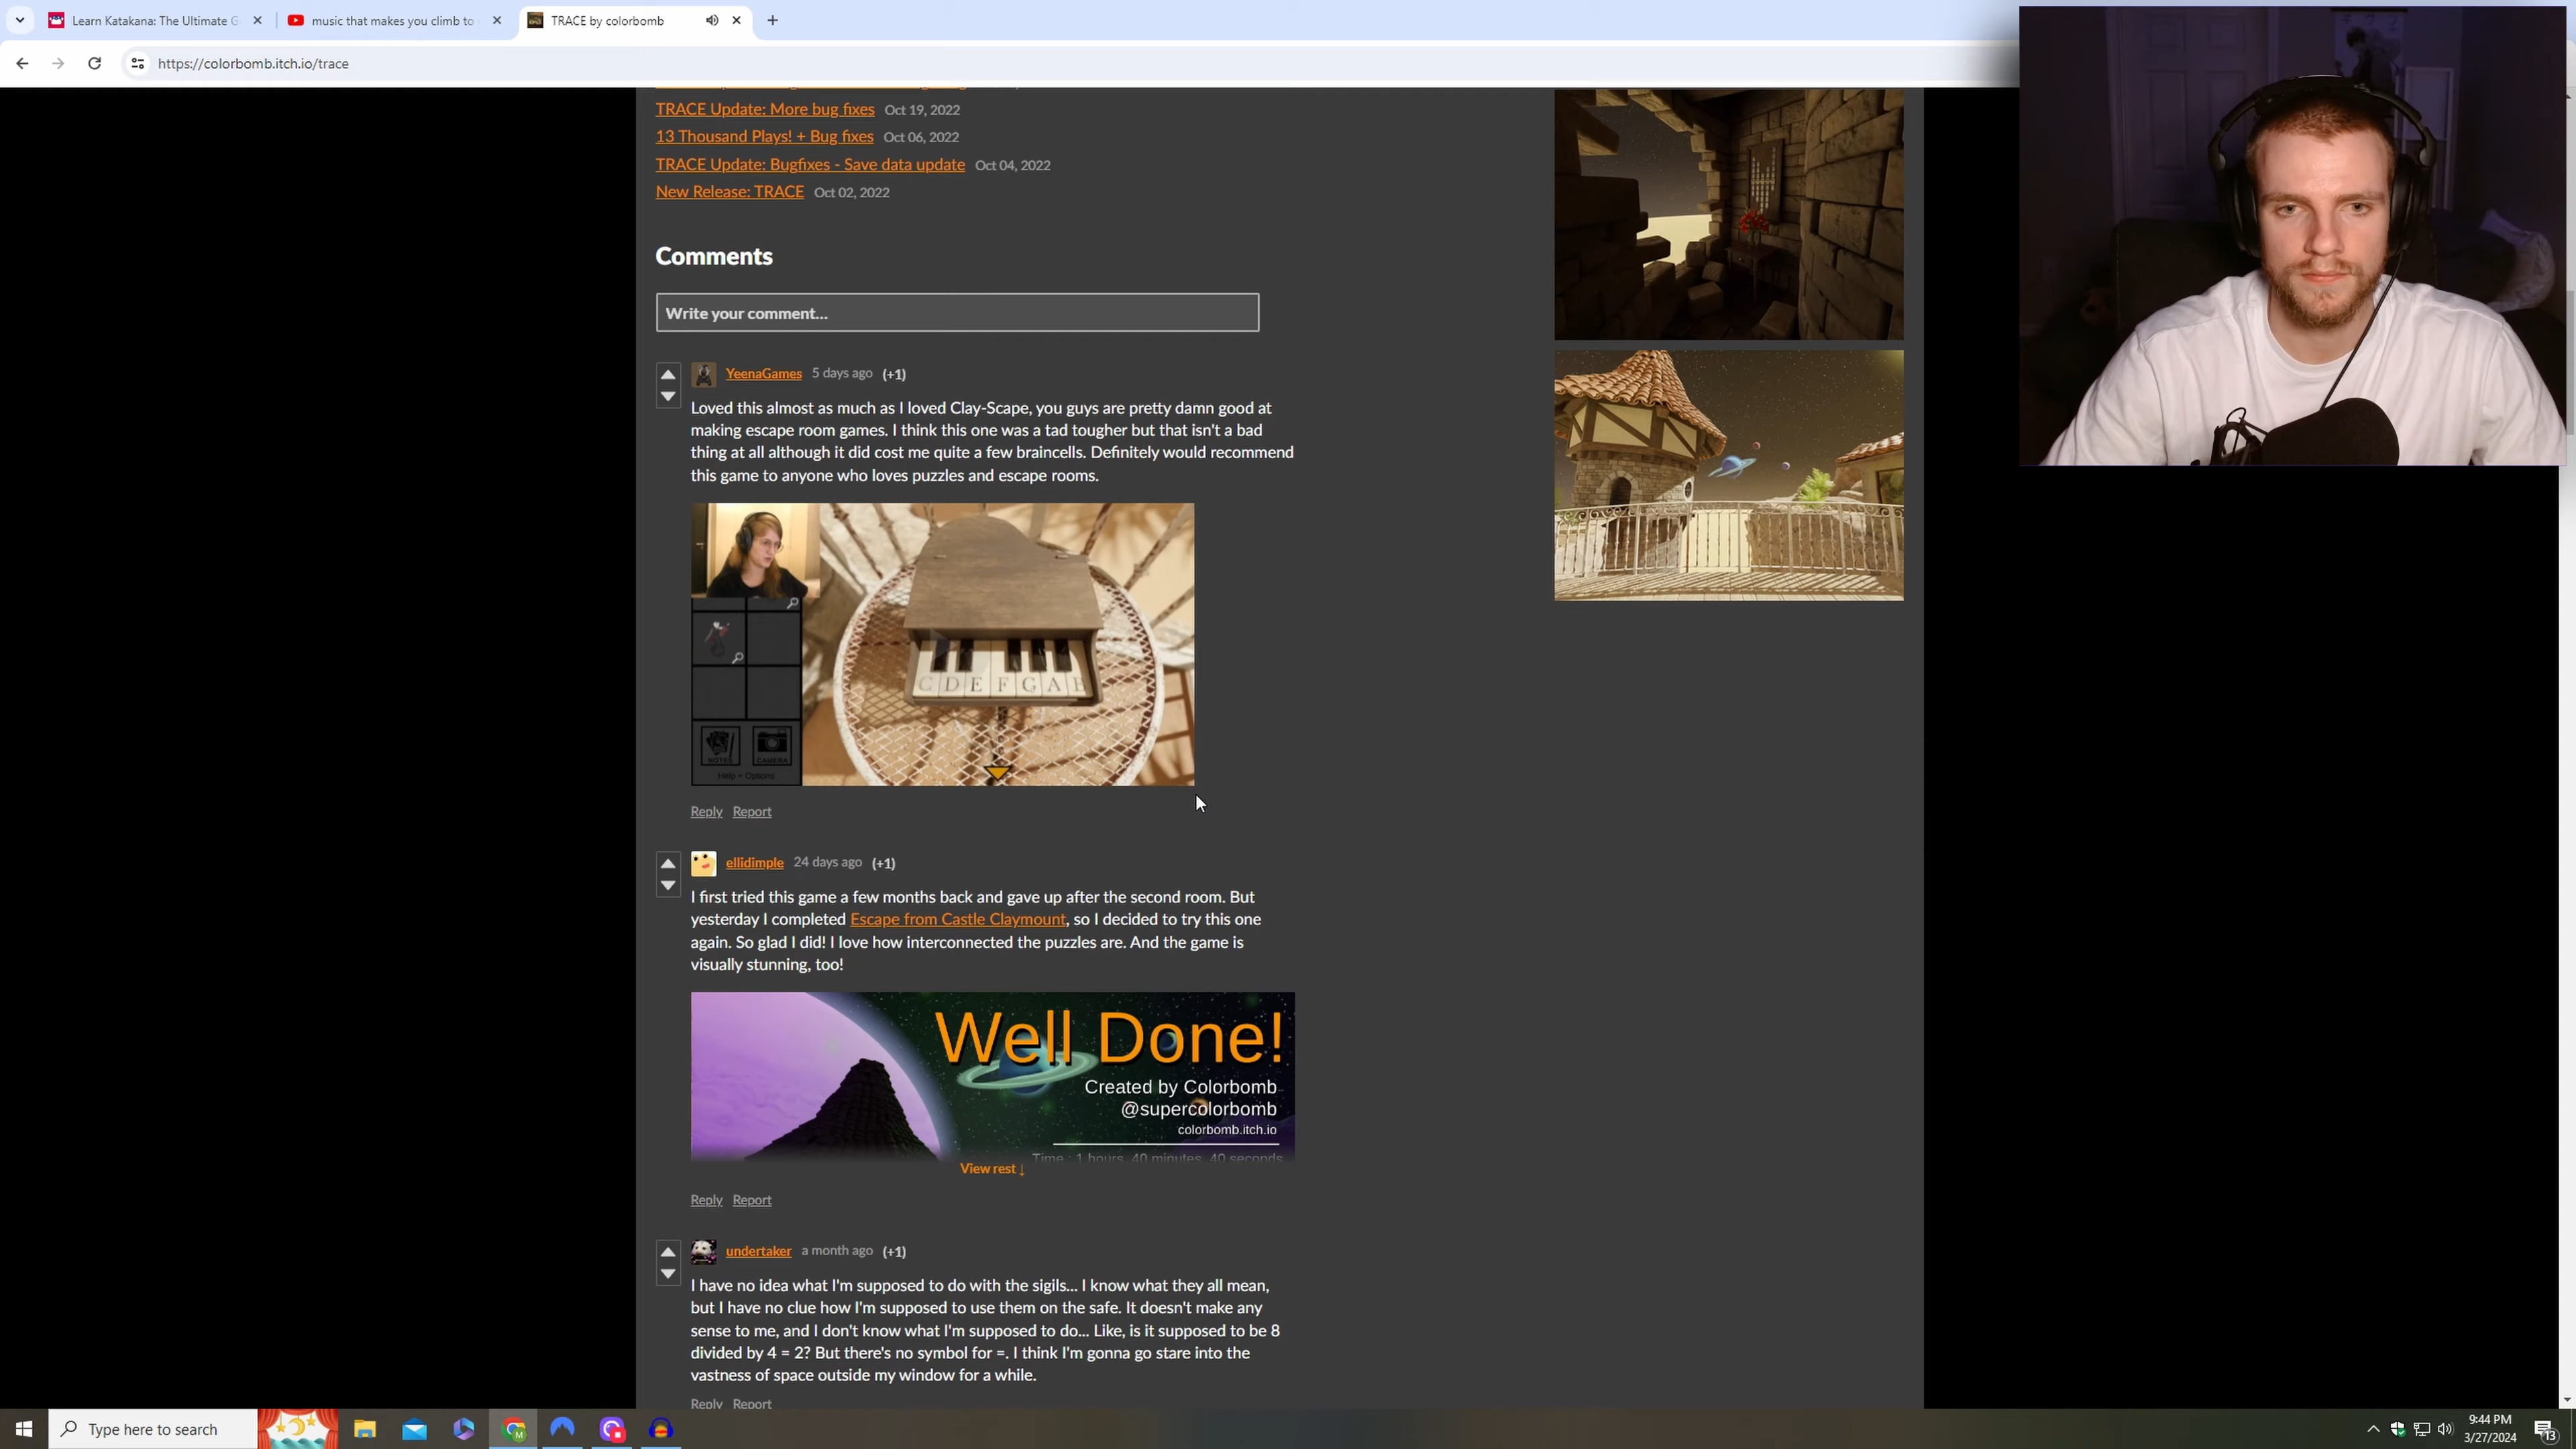 Learn Katakana: The Ultimate G
music that makes you climb to
TRACE by colorbomb
https://colorbomb.itch.io/trace
TRACE Update: More bug fixes Oct 19, 2022
13 Thousand Plays! + Bug fixes Oct 06, 2022
TRACE Update: Bugfixes - Save data update Oct 04, 2022
New Release: TRACE Oct 02, 2022
Comments
Write your comment...
YeenaGames 5 days ago (+1)
Loved this almost as much as I loved Clay-Scape, you guys are pretty damn good at
making escape room games. I think this one was a tad tougher but that isn't a bad
thing at all although it did cost me quite a few braincells. Definitely would recommend
this game to anyone who loves puzzles and escape rooms.
C D E F G A B
NOTES CAMERA
Help + Options
Reply Report
ellidimple 24 days ago (+1)
I first tried this game a few months back and gave up after the second room. But
yesterday I completed Escape from Castle Claymount, so I decided to try this one
again. So glad I did! I love how interconnected the puzzles are. And the game is
visually stunning, too!
Well Done!
Created by Colorbomb
@supercolorbomb
colorbomb.itch.io
Time : 1 hours, 40 minutes, 40 seconds
View rest ↓
Reply Report
undertaker a month ago (+1)
I have no idea what I'm supposed to do with the sigils... I know what they all mean,
but I have no clue how I'm supposed to use them on the safe. It doesn't make any
sense to me, and I don't know what I'm supposed to do... Like, is it supposed to be 8
divided by 4 = 2? But there's no symbol for =. I think I'm gonna go stare into the
vastness of space outside my window for a while.
Reply Report
Type here to search
9:44 PM
3/27/2024
13